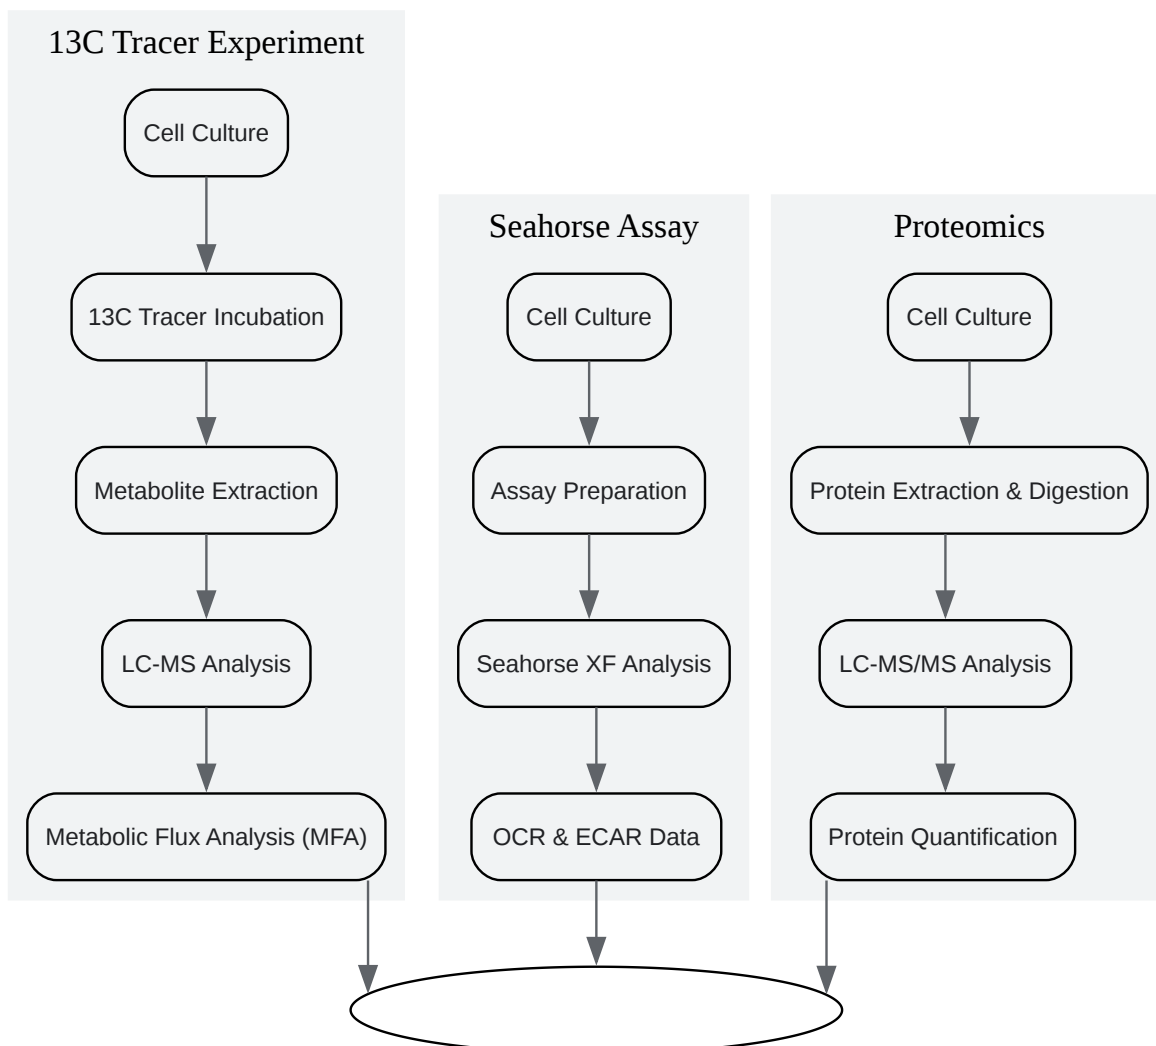 13C Tracer Experiment
Cell Culture
13C Tracer Incubation
Metabolite Extraction
LC-MS Analysis
Metabolic Flux Analysis (MFA)
Seahorse Assay
Cell Culture
Assay Preparation
Seahorse XF Analysis
OCR & ECAR Data
Proteomics
Cell Culture
Protein Extraction & Digestion
LC-MS/MS Analysis
Protein Quantification